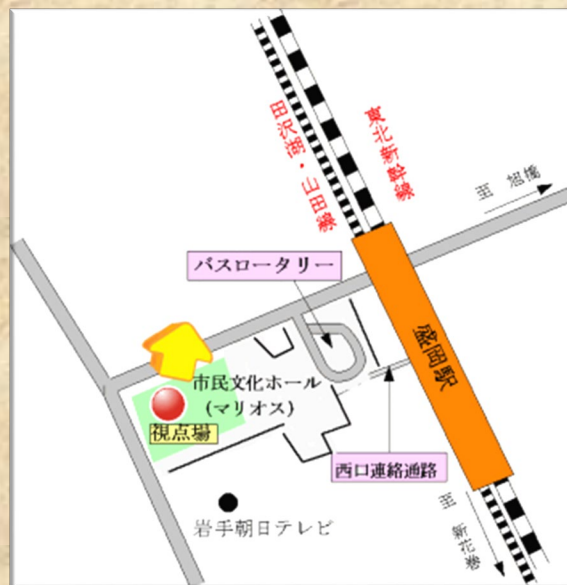 田沢湖・山田線
東北新幹線
至 旭橋
バスロータリー
盛岡駅
市民文化ホール
(マリオス)
視点場
西口連絡通路
岩手朝日テレビ
至 新花巻